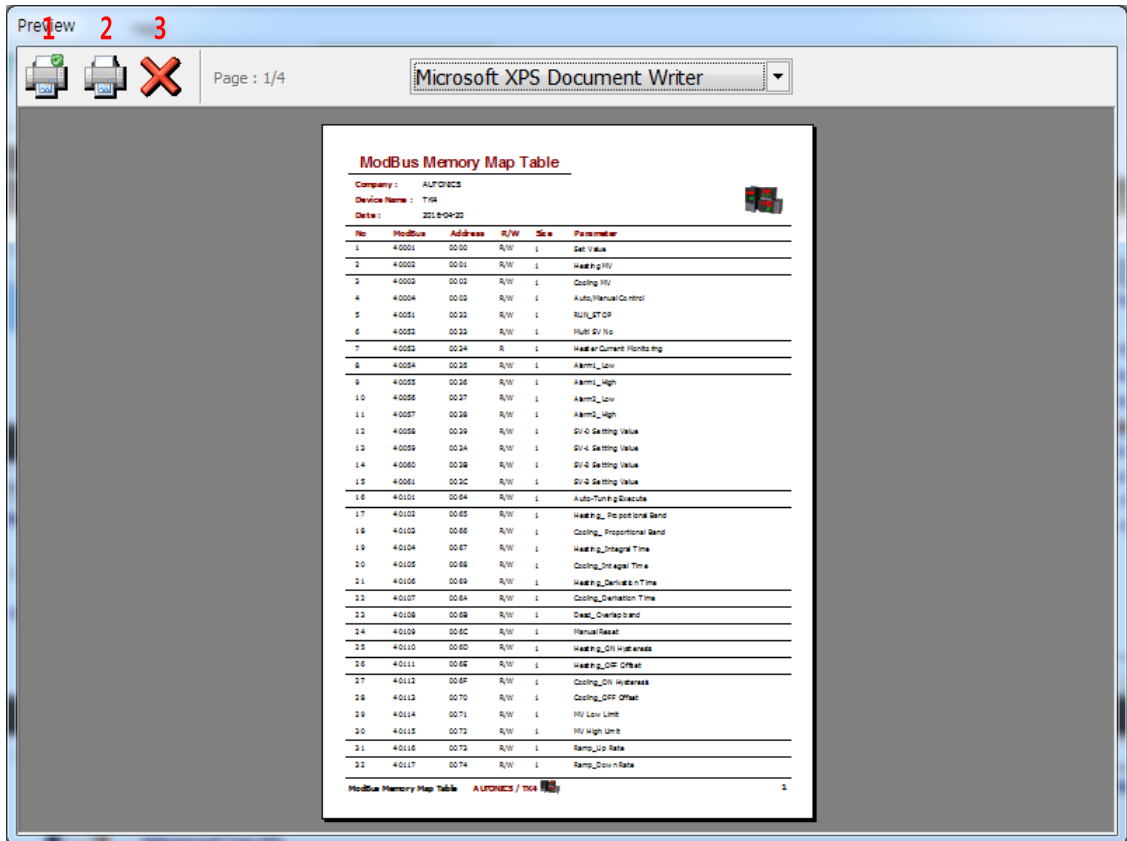 Preview
1 2 3
Page : 1/4 Microsoft XPS Document Writer
ModBus Memory Map Table
Company : AUTONICS
Device Name : TK4
Date :
No ModBus Address R/W Size Parameter
1 40001 0000 R/W 1 Set Value
2 40002 0001 R/W 1 Heating MV
3 40003 0002 R/W 1 Cooling MV
4 40004 0003 R/W 1 Auto/Manual Control
5 40051 0032 R/W 1 RUN_STOP
6 40052 0033 R/W 1 Multi SV No
7 40053 0034 R 1 Heater Current Monitoring
8 40054 0035 R/W 1 Alarm1_Low
9 40055 0036 R/W 1 Alarm1_High
10 40056 0037 R/W 1 Alarm2_Low
11 40057 0038 R/W 1 Alarm2_High
12 40058 0039 R/W 1 SV-0 Setting Value
13 40059 003A R/W 1 SV-1 Setting Value
14 40060 003B R/W 1 SV-2 Setting Value
15 40061 003C R/W 1 SV-3 Setting Value
16 40101 0064 R/W 1 Auto-Tuning Execute
17 40102 0065 R/W 1 Heating_ Proportional Band
18 40103 0066 R/W 1 Cooling_ Proportional Band
19 40104 0067 R/W 1 Heating_Integral Time
20 40105 0068 R/W 1 Cooling_Integral Time
21 40106 0069 R/W 1 Heating_Derivation Time
22 40107 006A R/W 1 Cooling_Derivation Time
23 40108 006B R/W 1 Dead_ Overlap band
24 40109 006C R/W 1 Manual Reset
25 40110 006D R/W 1 Heating_ON Hysteresis
26 40111 006E R/W 1 Heating_OFF Offset
27 40112 006F R/W 1 Cooling_ON Hysteresis
28 40113 0070 R/W 1 Cooling_OFF Offset
29 40114 0071 R/W 1 MV Low Limit
30 40115 0072 R/W 1 MV High Limit
31 40116 0073 R/W 1 Ramp_Up Rate
32 40117 0074 R/W 1 Ramp_Down Rate
ModBus Memory Map Table AUTONICS / TK4 1